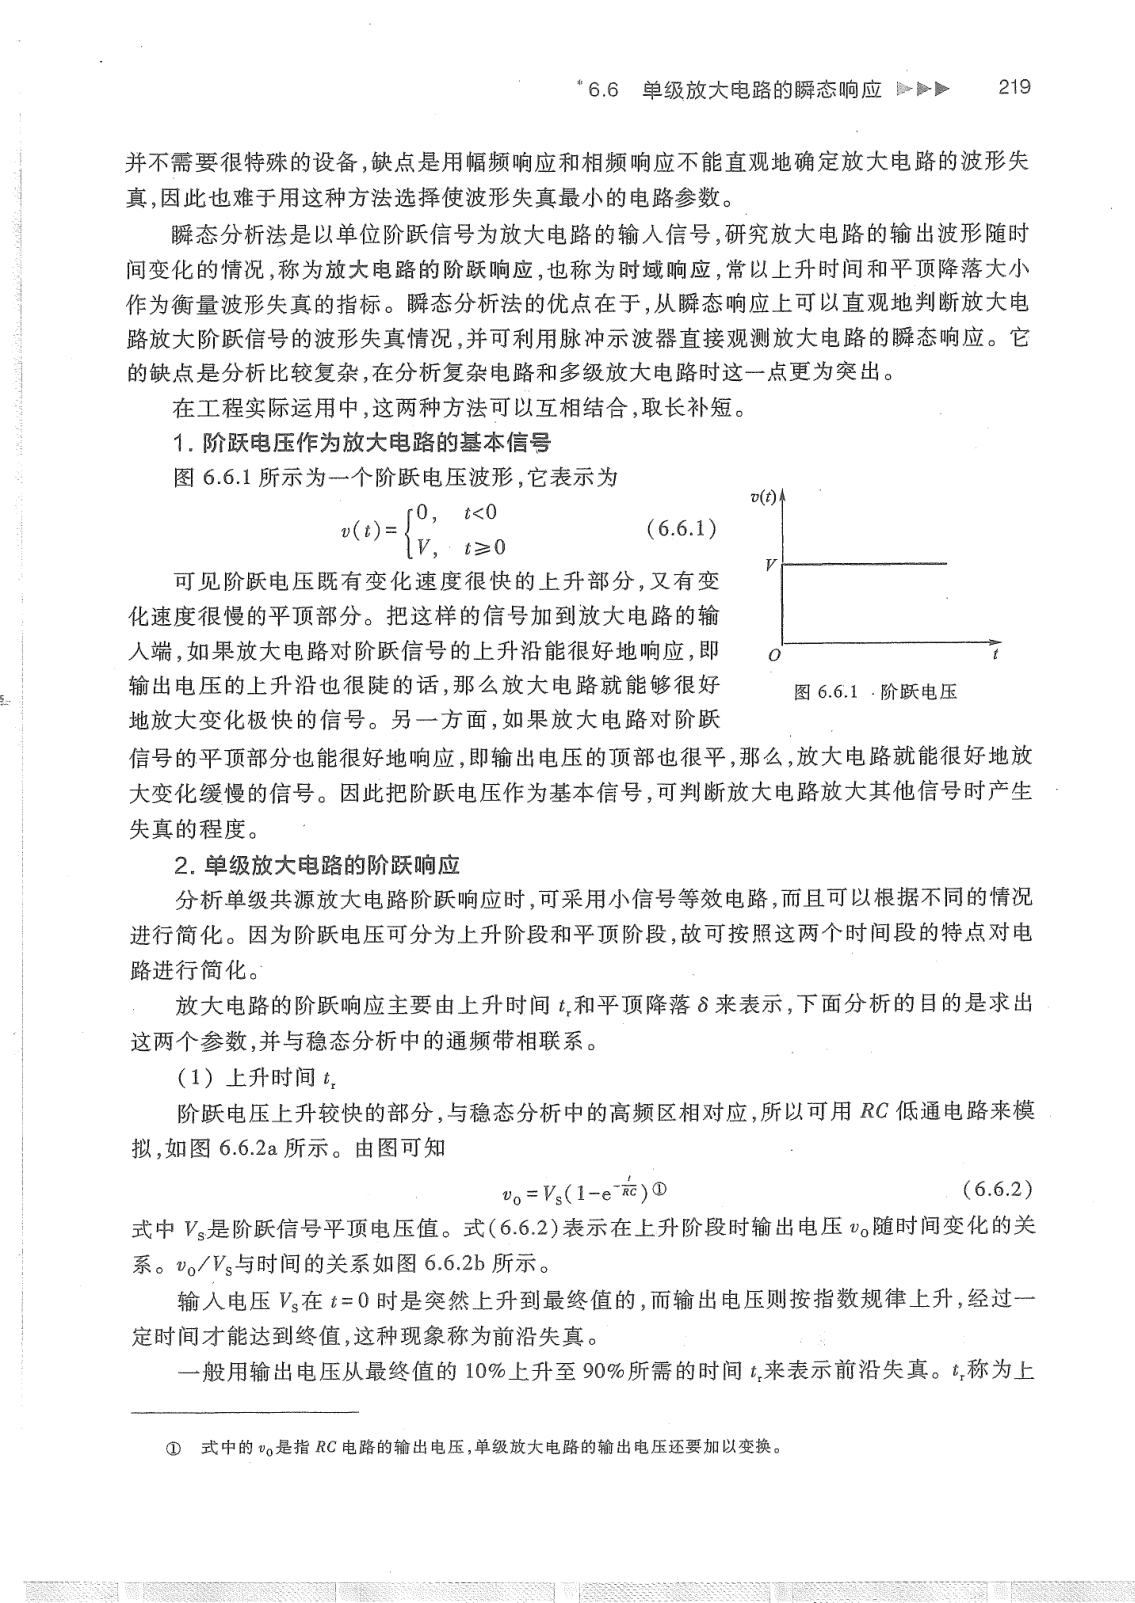 *6.6 单级放大电路的瞬态响应 219
并不需要很特殊的设备,缺点是用幅频响应和相频响应不能直观地确定放大电路的波形失
真,因此也难于用这种方法选择使波形失真最小的电路参数。
瞬态分析法是以单位阶跃信号为放大电路的输入信号,研究放大电路的输出波形随时
间变化的情况,称为放大电路的阶跃响应,也称为时域响应,常以上升时间和平顶降落大小
作为衡量波形失真的指标。瞬态分析法的优点在于,从瞬态响应上可以直观地判断放大电
路放大阶跃信号的波形失真情况,并可利用脉冲示波器直接观测放大电路的瞬态响应。它
的缺点是分析比较复杂,在分析复杂电路和多级放大电路时这一点更为突出。
在工程实际运用中,这两种方法可以互相结合,取长补短。
1. 阶跃电压作为放大电路的基本信号
图 6.6.1 所示为一个阶跃电压波形,它表示为
v(t)={0, t<0
V, t≥0 (6.6.1)
可见阶跃电压既有变化速度很快的上升部分,又有变
化速度很慢的平顶部分。把这样的信号加到放大电路的输
入端,如果放大电路对阶跃信号的上升沿能很好地响应,即
输出电压的上升沿也很陡的话,那么放大电路就能够很好
地放大变化极快的信号。另一方面,如果放大电路对阶跃
v(t)
V
O
t
图 6.6.1 阶跃电压
信号的平顶部分也能很好地响应,即输出电压的顶部也很平,那么,放大电路就能很好地放
大变化缓慢的信号。因此把阶跃电压作为基本信号,可判断放大电路放大其他信号时产生
失真的程度。
2. 单级放大电路的阶跃响应
分析单级共源放大电路阶跃响应时,可采用小信号等效电路,而且可以根据不同的情况
进行简化。因为阶跃电压可分为上升阶段和平顶阶段,故可按照这两个时间段的特点对电
路进行简化。
放大电路的阶跃响应主要由上升时间 tr和平顶降落 δ 来表示,下面分析的目的是求出
这两个参数,并与稳态分析中的通频带相联系。
(1) 上升时间 tr
阶跃电压上升较快的部分,与稳态分析中的高频区相对应,所以可用 RC 低通电路来模
拟,如图 6.6.2a 所示。由图可知
vo=Vs(1-e^(-t/RC))① (6.6.2)
式中 Vs是阶跃信号平顶电压值。式(6.6.2)表示在上升阶段时输出电压 vo随时间变化的关
系。vo/Vs与时间的关系如图 6.6.2b 所示。
输入电压 Vs在 t=0 时是突然上升到最终值的,而输出电压则按指数规律上升,经过一
定时间才能达到终值,这种现象称为前沿失真。
一般用输出电压从最终值的 10%上升至 90%所需的时间 tr来表示前沿失真。tr称为上
① 式中的 vo是指 RC 电路的输出电压,单级放大电路的输出电压还要加以变换。